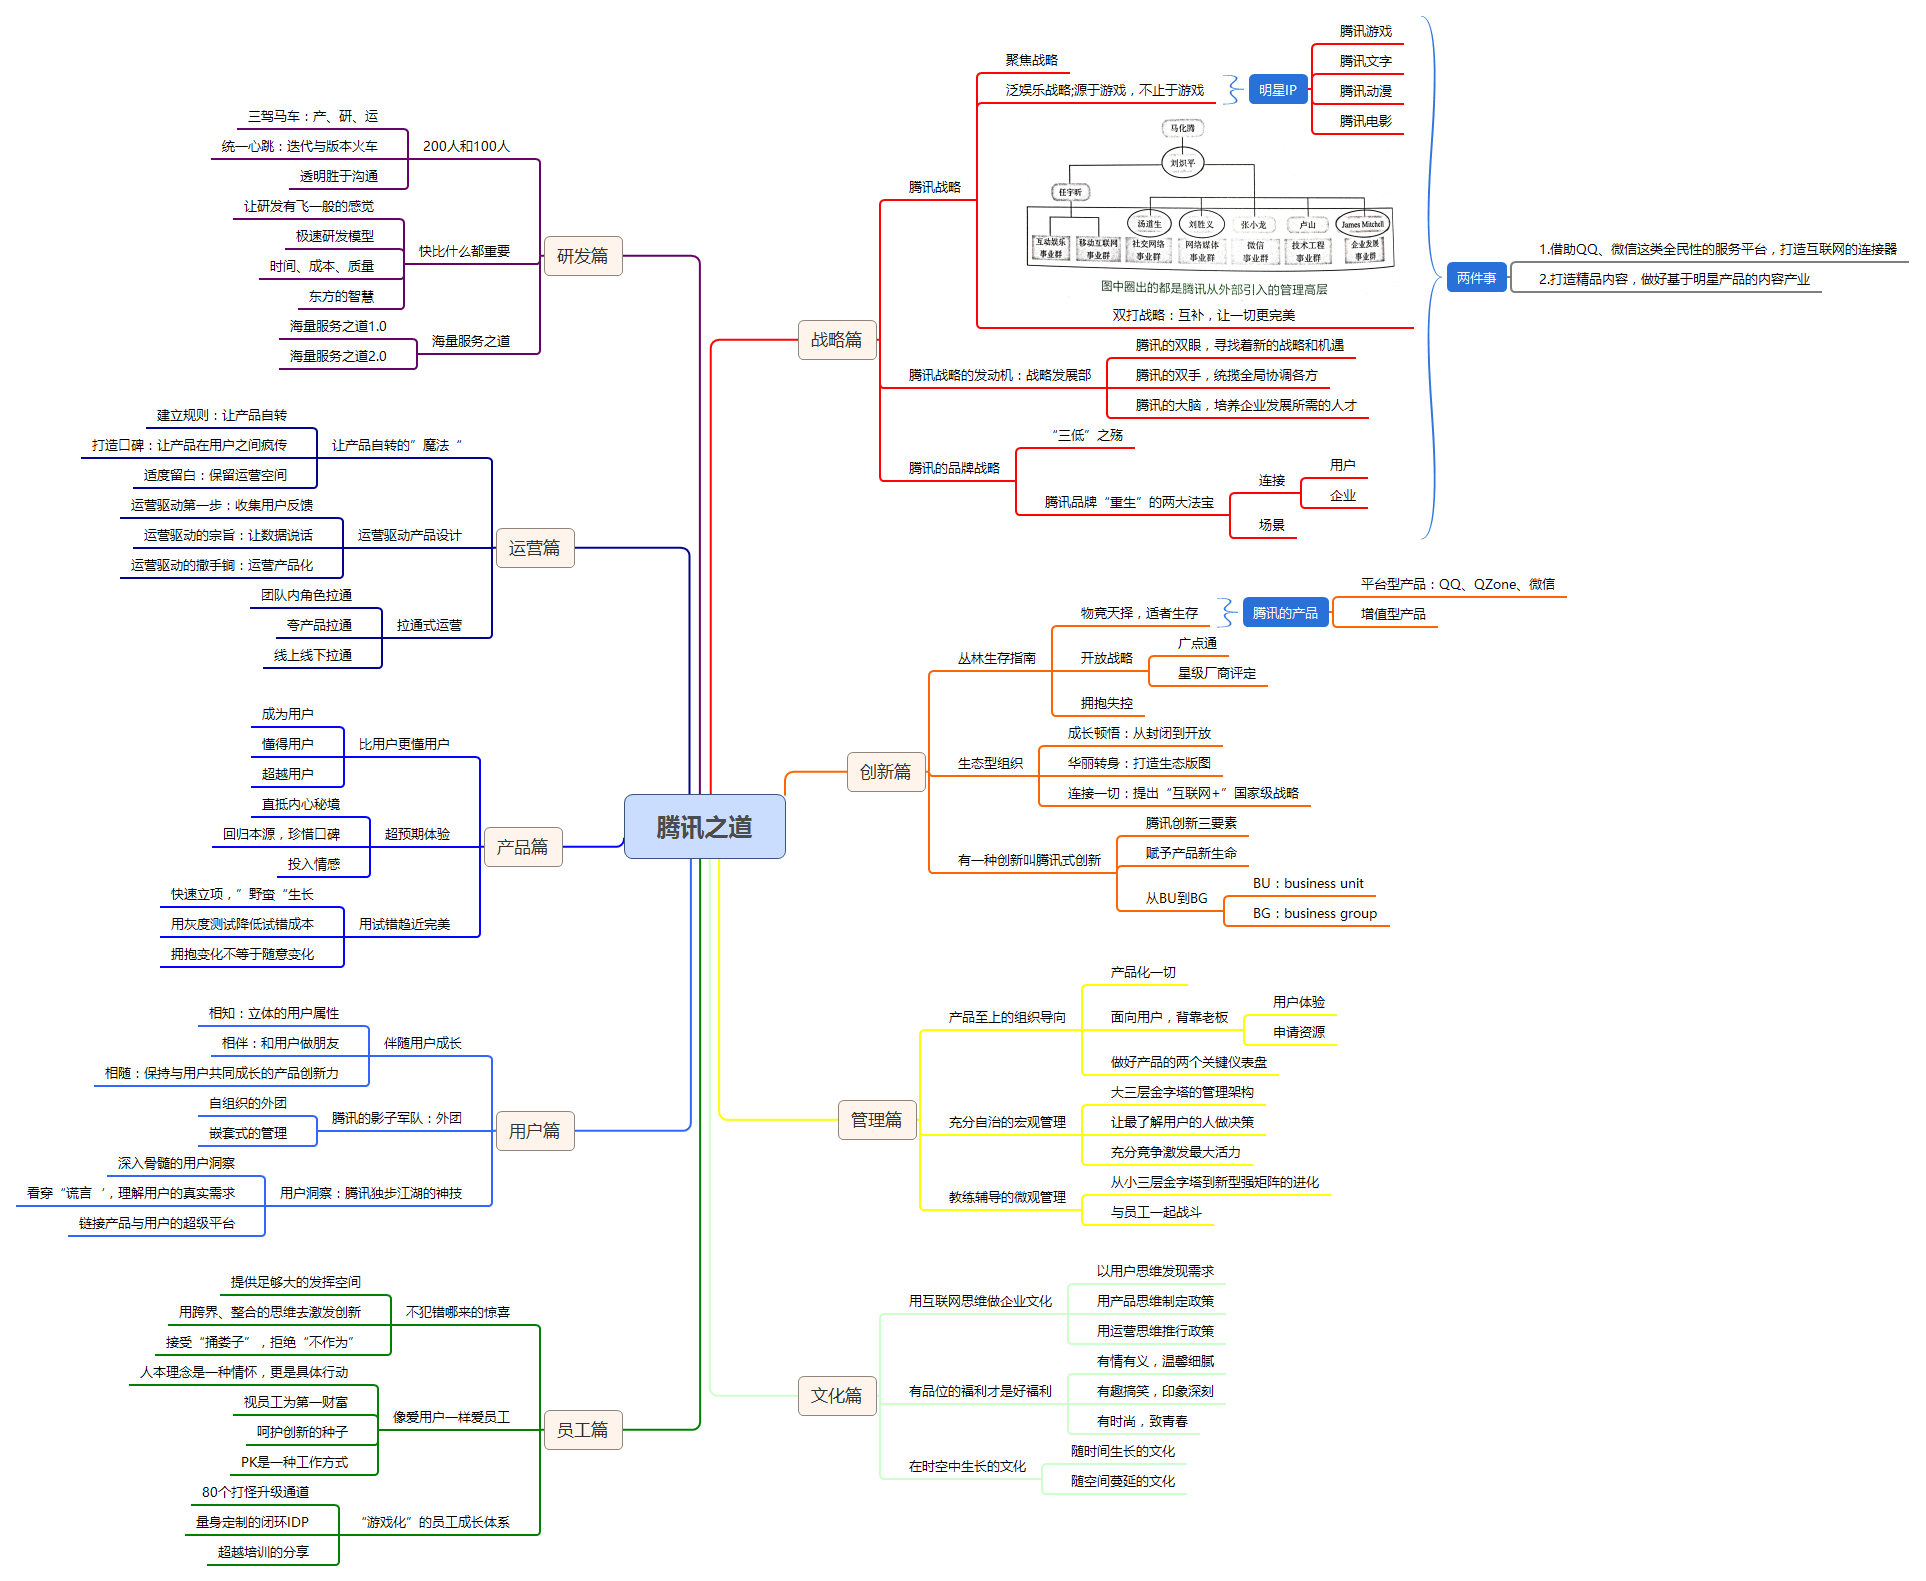 腾讯之道
战略篇
腾讯战略
聚焦战略
泛娱乐战略;源于游戏，不止于游戏
明星IP
腾讯游戏
腾讯文字
腾讯动漫
腾讯电影
马化腾
刘炽平
任宇昕
汤道生
刘胜义
张小龙
卢山
James Mitchell
互动娱乐
事业群
移动互联网
事业群
社交网络
事业群
网络媒体
事业群
微信
事业群
技术工程
事业群
企业发展
事业群
图中圈出的都是腾讯从外部引入的管理高层
双打战略：互补，让一切更完美
腾讯战略的发动机：战略发展部
腾讯的双眼，寻找着新的战略和机遇
腾讯的双手，统揽全局协调各方
腾讯的大脑，培养企业发展所需的人才
腾讯的品牌战略
“三低”之殇
腾讯品牌“重生”的两大法宝
连接
用户
企业
场景
两件事
1.借助QQ、微信这类全民性的服务平台，打造互联网的连接器
2.打造精品内容，做好基于明星产品的内容产业
创新篇
丛林生存指南
物竞天择，适者生存
腾讯的产品
平台型产品：QQ、QZone、微信
增值型产品
开放战略
广点通
星级厂商评定
拥抱失控
生态型组织
成长顿悟：从封闭到开放
华丽转身：打造生态版图
连接一切：提出“互联网+”国家级战略
有一种创新叫腾讯式创新
腾讯创新三要素
赋予产品新生命
从BU到BG
BU：business unit
BG：business group
管理篇
产品至上的组织导向
产品化一切
面向用户，背靠老板
用户体验
申请资源
做好产品的两个关键仪表盘
充分自治的宏观管理
大三层金字塔的管理架构
让最了解用户的人做决策
充分竞争激发最大活力
教练辅导的微观管理
从小三层金字塔到新型强矩阵的进化
与员工一起战斗
文化篇
用互联网思维做企业文化
以用户思维发现需求
用产品思维制定政策
用运营思维推行政策
有品位的福利才是好福利
有情有义，温馨细腻
有趣搞笑，印象深刻
有时尚，致青春
在时空中生长的文化
随时间生长的文化
随空间蔓延的文化
研发篇
200人和100人
三驾马车：产、研、运
统一心跳：迭代与版本火车
透明胜于沟通
快比什么都重要
让研发有飞一般的感觉
极速研发模型
时间、成本、质量
东方的智慧
海量服务之道
海量服务之道1.0
海量服务之道2.0
运营篇
让产品自转的”魔法“
建立规则：让产品自转
打造口碑：让产品在用户之间疯传
适度留白：保留运营空间
运营驱动产品设计
运营驱动第一步：收集用户反馈
运营驱动的宗旨：让数据说话
运营驱动的撒手锏：运营产品化
拉通式运营
团队内角色拉通
夸产品拉通
线上线下拉通
产品篇
比用户更懂用户
成为用户
懂得用户
超越用户
超预期体验
直抵内心秘境
回归本源，珍惜口碑
投入情感
用试错趋近完美
快速立项，”野蛮“生长
用灰度测试降低试错成本
拥抱变化不等于随意变化
用户篇
伴随用户成长
相知：立体的用户属性
相伴：和用户做朋友
相随：保持与用户共同成长的产品创新力
腾讯的影子军队：外团
自组织的外团
嵌套式的管理
用户洞察：腾讯独步江湖的神技
深入骨髓的用户洞察
看穿“谎言‘，理解用户的真实需求
链接产品与用户的超级平台
员工篇
不犯错哪来的惊喜
提供足够大的发挥空间
用跨界、整合的思维去激发创新
接受“捅娄子”，拒绝“不作为”
像爱用户一样爱员工
人本理念是一种情怀，更是具体行动
视员工为第一财富
呵护创新的种子
PK是一种工作方式
“游戏化”的员工成长体系
80个打怪升级通道
量身定制的闭环IDP
超越培训的分享